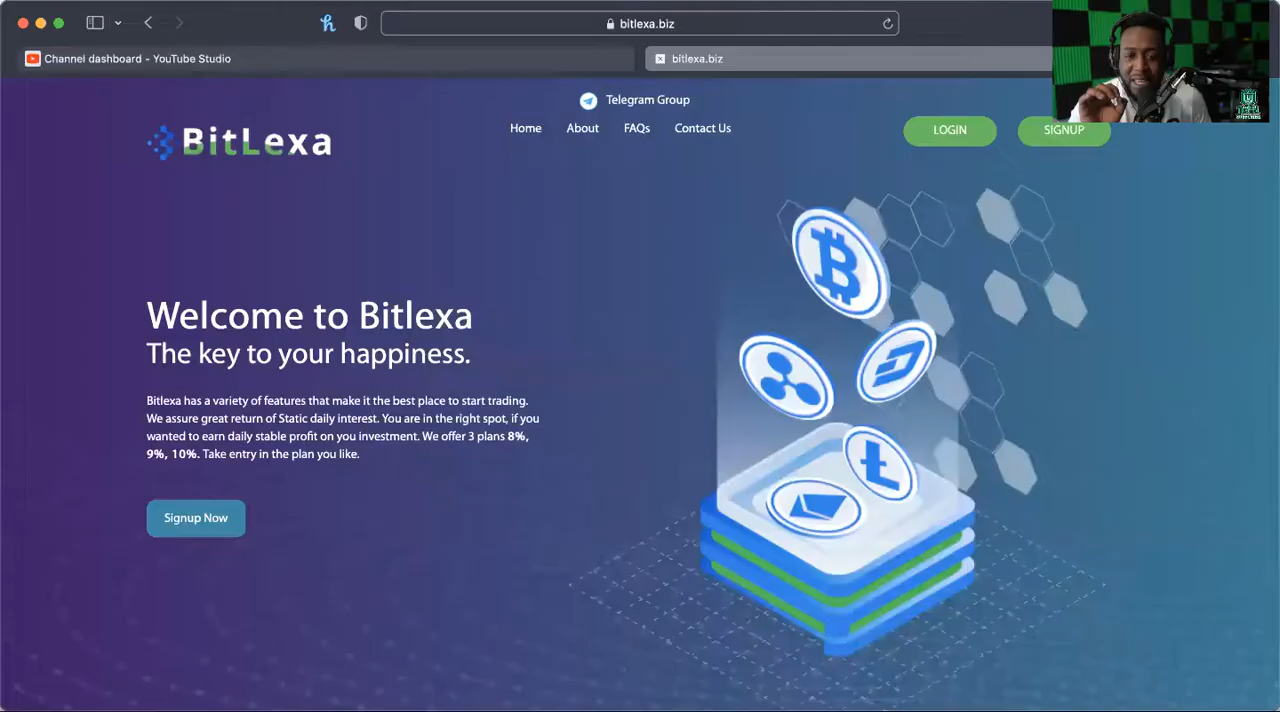 bitlexa.biz
Channel dashboard - YouTube Studio
bitlexa.biz
Telegram Group
BitLexa
Home
About
FAQs
Contact Us
LOGIN
SIGNUP
Welcome to Bitlexa
The key to your happiness.
Bitlexa has a variety of features that make it the best place to start trading.
We assure great return of Static daily interest. You are in the right spot, if you
wanted to earn daily stable profit on you investment. We offer 3 plans 8%,
9%, 10%. Take entry in the plan you like.
Signup Now